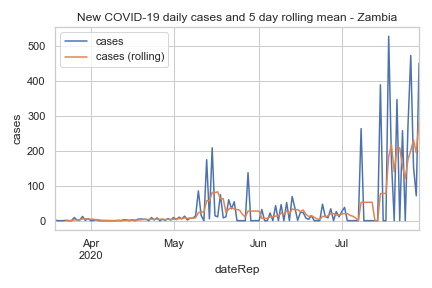 New COVID-19 daily cases and 5 day rolling mean - Zambia
cases
cases (rolling)
500
400
300
200
100
0
cases
Apr
2020
May
Jun
Jul
dateRep